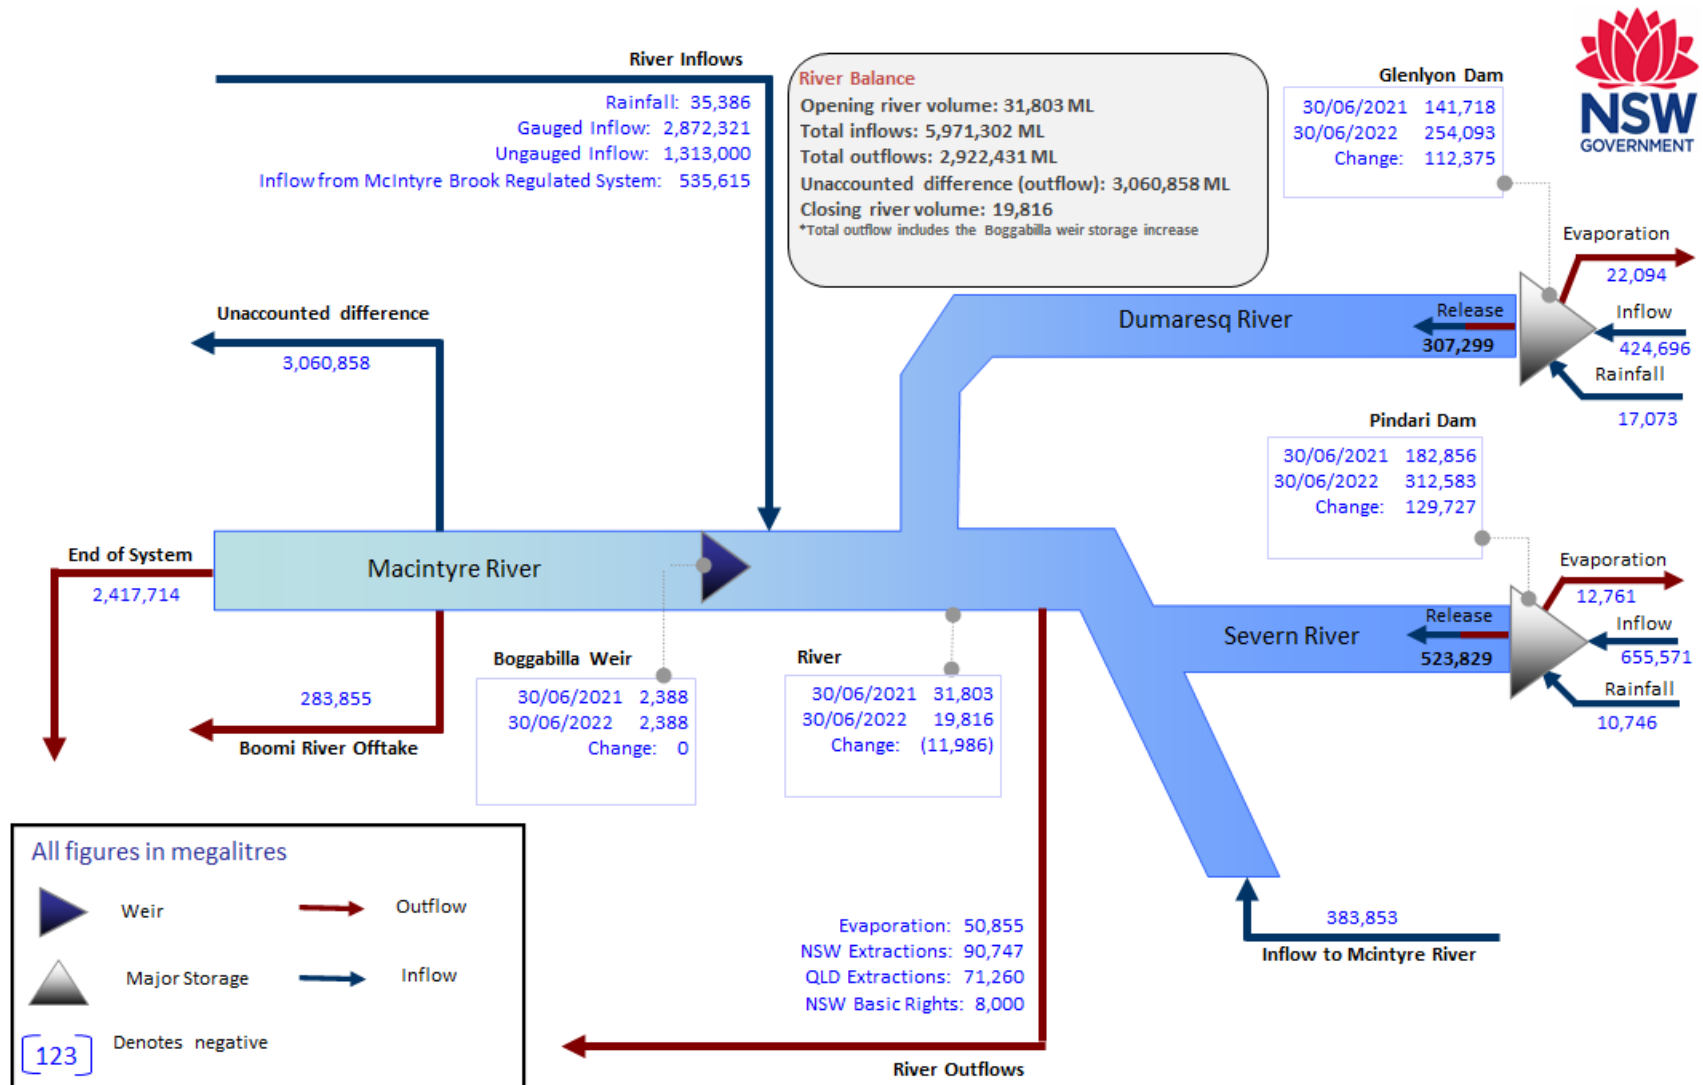 River Inflows
Rainfall: 35,386
Gauged Inflow: 2,872,321
Ungauged Inflow: 1,313,000
Inflow from McIntyre Brook Regulated System: 535,615
River Balance
Opening river volume: 31,803 ML
Total inflows: 5,971,302 ML
Total outflows: 2,922,431 ML
Unaccounted difference (outflow): 3,060,858 ML
Closing river volume: 19,816
*Total outflow includes the Boggabilla weir storage increase
Glenlyon Dam
30/06/2021 141,718
30/06/2022 254,093
Change: 112,375
NSW
GOVERNMENT
Evaporation
22,094
Inflow
424,696
Rainfall
17,073
Release
307,299
Dumaresq River
Unaccounted difference
3,060,858
Pindari Dam
30/06/2021 182,856
30/06/2022 312,583
Change: 129,727
Evaporation
12,761
Inflow
655,571
Rainfall
10,746
Release
523,829
Severn River
Macintyre River
End of System
2,417,714
283,855
Boomi River Offtake
Boggabilla Weir
30/06/2021 2,388
30/06/2022 2,388
Change: 0
River
30/06/2021 31,803
30/06/2022 19,816
Change: (11,986)
383,853
Inflow to Mcintyre River
Evaporation: 50,855
NSW Extractions: 90,747
QLD Extractions: 71,260
NSW Basic Rights: 8,000
River Outflows
All figures in megalitres
Weir
Outflow
Major Storage
Inflow
[123] Denotes negative